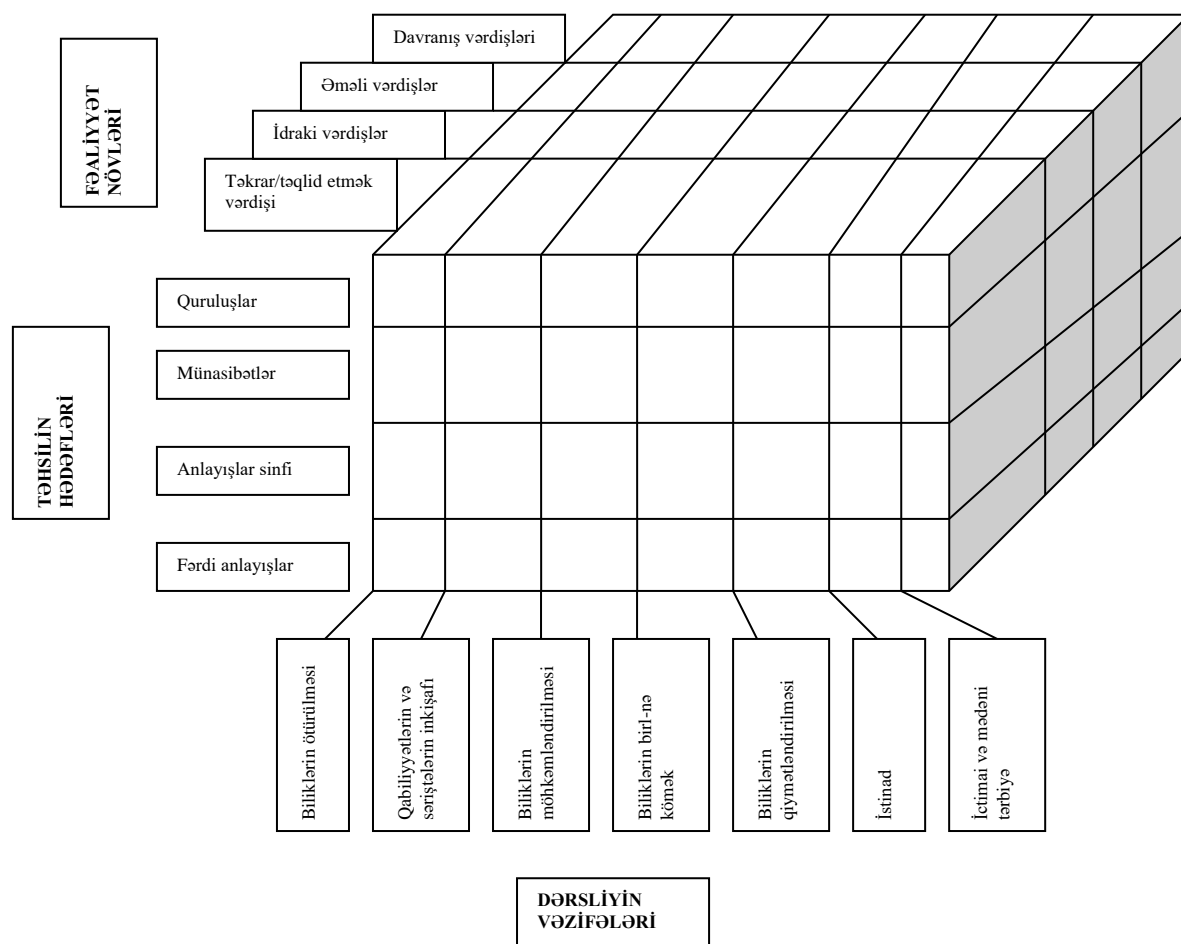 Davranış vərdişləri
Əməli vərdişlər
İdraki vərdişlər
Təkrar/təqlid etmək
vərdişi
FƏALİYYƏT
NÖVLƏRİ
Quruluşlar
Münasibətlər
Anlayışlar sinfi
Fərdi anlayışlar
TƏHSİLİN
HƏDƏFLƏRİ
Biliklərin ötürülməsi
Qabiliyyətlərin və
səriştələrin inkişafı
Biliklərin
möhkəmləndirilməsi
Biliklərin birl-nə
kömək
Biliklərin
qiymətləndirilməsi
İstinad
İctimai və mədəni
tərbiyə
DƏRSLİYİN
VƏZİFƏLƏRİ